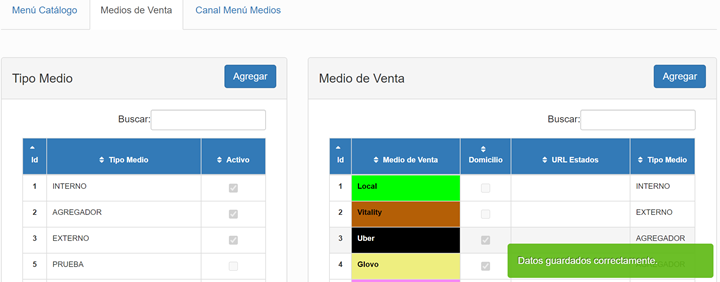 Menú Catálogo Medios de Venta Canal Menú Medios
Tipo Medio Agregar
Buscar:
Id Tipo Medio Activo
1 INTERNO
2 AGREGADOR
3 EXTERNO
5 PRUEBA
Medio de Venta Agregar
Buscar:
Id Medio de Venta Domicilio URL Estados Tipo Medio
1 Local INTERNO
2 Vitality EXTERNO
3 Uber AGREGADOR
4 Glovo AGREGADOR
Datos guardados correctamente.